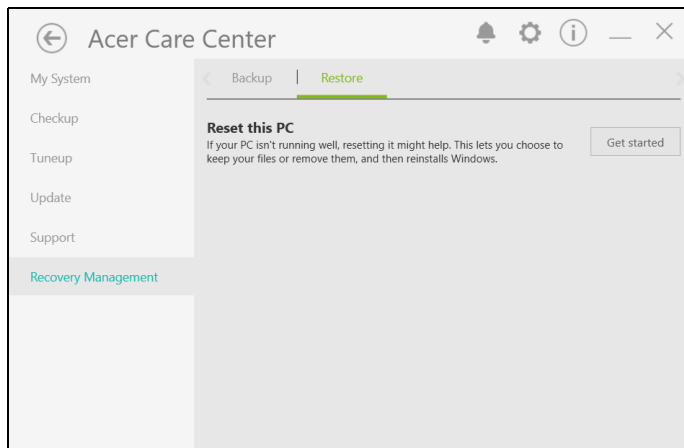 Acer Care Center
My System
Backup
Restore
Checkup
Reset this PC
If your PC isn't running well, resetting it might help. This lets you choose to
keep your files or remove them, and then reinstalls Windows.
Get started
Tuneup
Update
Support
Recovery Management